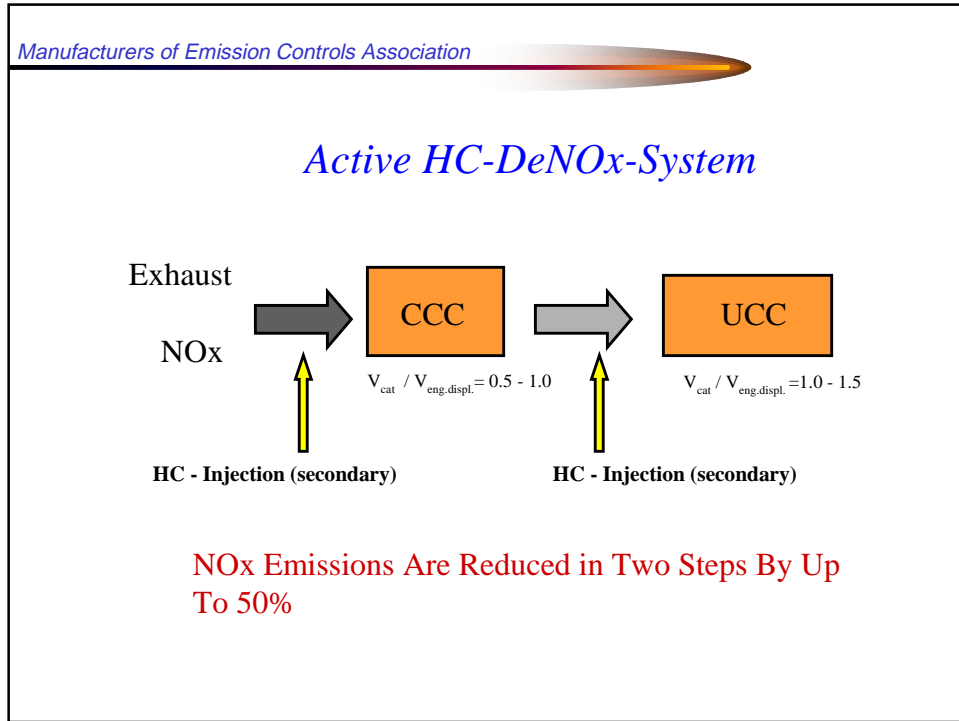 Manufacturers of Emission Controls Association
Active HC-DeNOx-System
Exhaust
NOx
CCC
UCC
Vcat / Veng.displ.= 0.5 - 1.0
Vcat / Veng.displ. =1.0 - 1.5
HC - Injection (secondary)
HC - Injection (secondary)
NOx Emissions Are Reduced in Two Steps By Up
To 50%